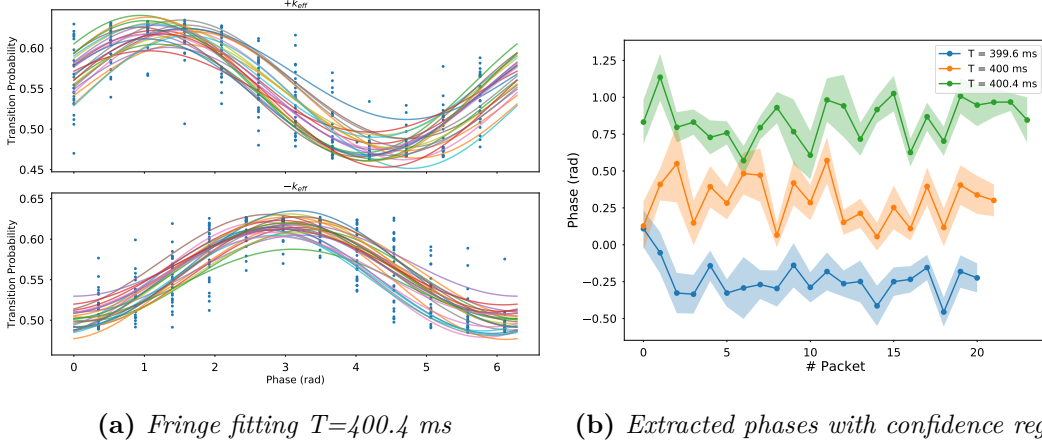 +k_eff
Transition Probability
0.60
0.55
0.50
0.45
−k_eff
Transition Probability
0.65
0.60
0.55
0.50
0 1 2 3 4 5 6
Phase (rad)
(a) Fringe fitting T=400.4 ms
T = 399.6 ms
T = 400 ms
T = 400.4 ms
Phase (rad)
1.25
1.00
0.75
0.50
0.25
0.00
−0.25
−0.50
0 5 10 15 20
# Packet
(b) Extracted phases with confidence reg